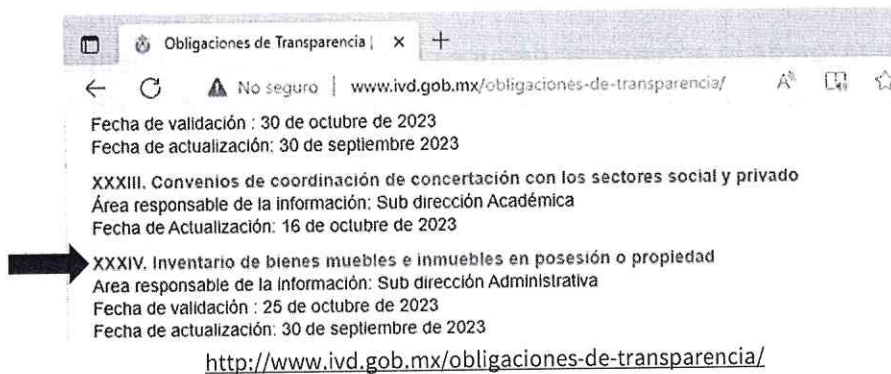 Obligaciones de Transparencia |
No seguro | www.ivd.gob.mx/obligaciones-de-transparencia/
Fecha de validación : 30 de octubre de 2023
Fecha de actualización: 30 de septiembre 2023
XXXIII. Convenios de coordinación de concertación con los sectores social y privado
Área responsable de la información: Sub dirección Académica
Fecha de Actualización: 16 de octubre de 2023
XXXIV. Inventario de bienes muebles e inmuebles en posesión o propiedad
Area responsable de la información: Sub dirección Administrativa
Fecha de validación : 25 de octubre de 2023
Fecha de actualización: 30 de septiembre de 2023
http://www.ivd.gob.mx/obligaciones-de-transparencia/